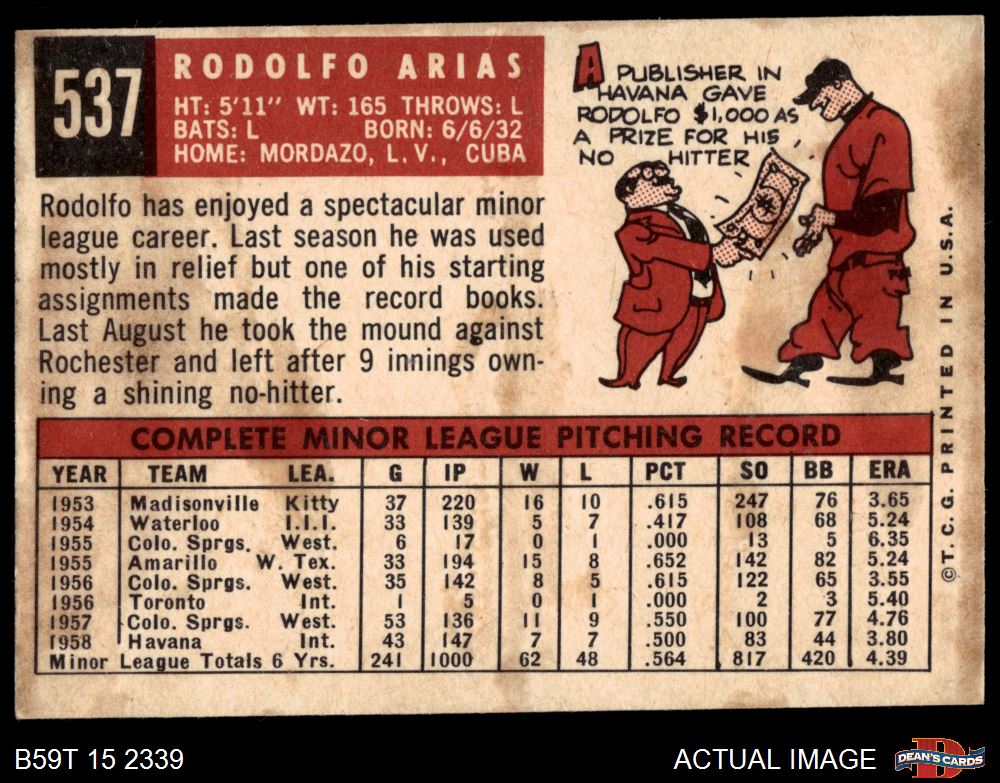 537
RODOLFO ARIAS
HT: 5'11" WT: 165 THROWS: L
BATS: L BORN: 6/6/32
HOME: MORDAZO, L.V., CUBA
A PUBLISHER IN
HAVANA GAVE
RODOLFO $1,000 AS
A PRIZE FOR HIS
NO HITTER
Rodolfo has enjoyed a spectacular minor
league career. Last season he was used
mostly in relief but one of his starting
assignments made the record books.
Last August he took the mound against
Rochester and left after 9 innings own-
ing a shining no-hitter.
COMPLETE MINOR LEAGUE PITCHING RECORD
YEAR TEAM LEA. G IP W L PCT SO BB ERA
1953 Madisonville Kitty 37 220 16 10 .615 247 76 3.65
1954 Waterloo I.I.I. 33 139 5 7 .417 108 68 5.24
1955 Colo. Sprgs. West. 6 17 0 1 .000 13 5 6.35
1955 Amarillo W. Tex. 33 194 15 8 .652 142 82 5.24
1956 Colo. Sprgs. West. 35 142 8 5 .615 122 65 3.55
1956 Toronto Int. 1 5 0 1 .000 2 3 5.40
1957 Colo. Sprgs. West. 53 136 11 9 .550 100 77 4.76
1958 Havana Int. 43 147 7 7 .500 83 44 3.80
Minor League Totals 6 Yrs. 241 1000 62 48 .564 817 420 4.39
©T. C. G. PRINTED IN U.S.A.
B59T 15 2339
ACTUAL IMAGE
D
DEAN'S CARDS